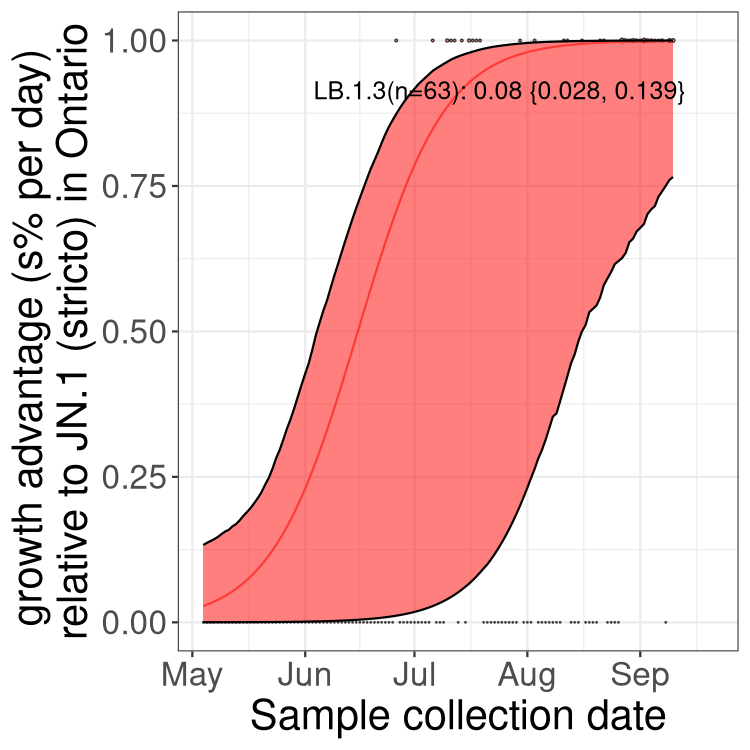 growth advantage (s% per day)
relative to JN.1 (stricto) in Ontario
1.00
0.75
0.50
0.25
0.00
LB.1.3(n=63): 0.08 {0.028, 0.139}
May Jun Jul Aug Sep
Sample collection date